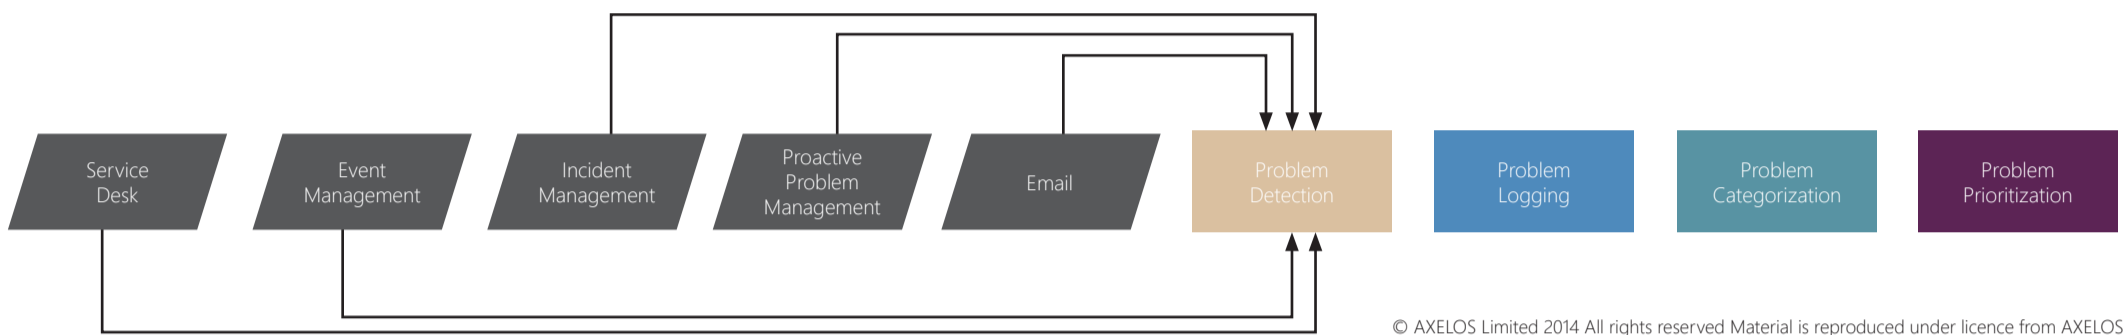 Service
Desk
Event
Management
Incident
Management
Proactive
Problem
Management
Email
Problem
Detection
Problem
Logging
Problem
Categorization
Problem
Prioritization
© AXELOS Limited 2014 All rights reserved Material is reproduced under licence from AXELOS